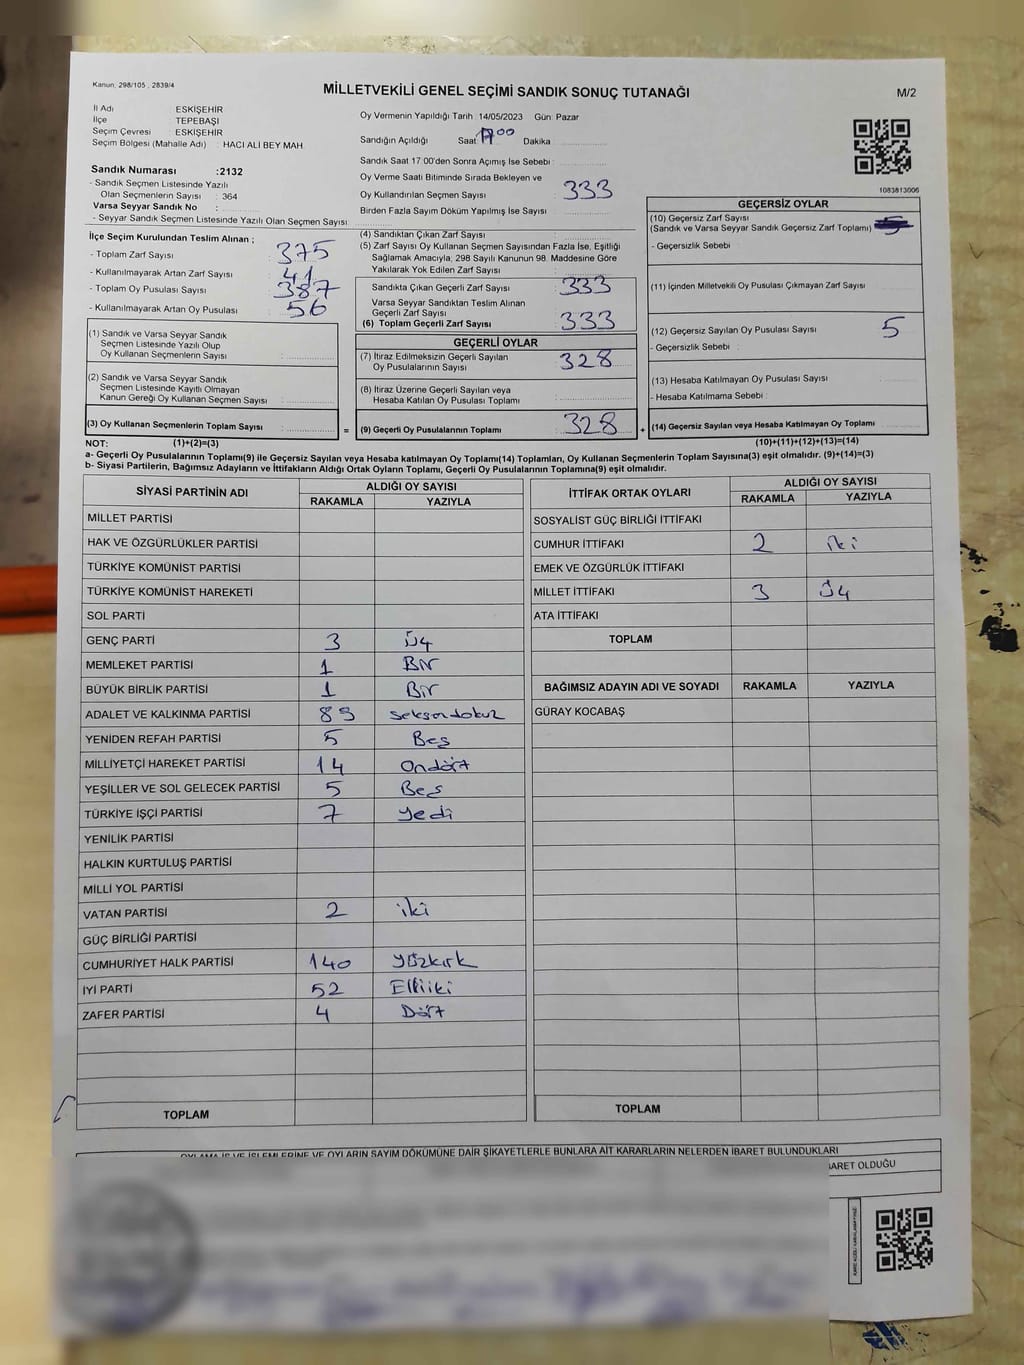 Kanun: 298/105 , 2839/4
MİLLETVEKİLİ GENEL SEÇİMİ SANDIK SONUÇ TUTANAĞI
M/2
İl Adı : ESKİŞEHİR
İlçe : TEPEBAŞI
Seçim Çevresi : ESKİŞEHİR
Seçim Bölgesi (Mahalle Adı) : HACI ALİ BEY MAH.
Sandık Numarası :2132
- Sandık Seçmen Listesinde Yazılı
Olan Seçmenlerin Sayısı : 364
Varsa Seyyar Sandık No :
- Seyyar Sandık Seçmen Listesinde Yazılı Olan Seçmen Sayısı:
Oy Vermenin Yapıldığı Tarih: 14/05/2023 Gün: Pazar
Sandığın Açıldığı Saat 17 00 Dakika
Sandık Saat 17:00'den Sonra Açımış İse Sebebi :
Oy Verme Saati Bitiminde Sırada Bekleyen ve
Oy Kullandırılan Seçmen Sayısı : 333
Birden Fazla Sayım Döküm Yapılmış İse Sayısı :
1083813006
İlçe Seçim Kurulundan Teslim Alınan ;
- Toplam Zarf Sayısı : 375
- Kullanılmayarak Artan Zarf Sayısı : 41
- Toplam Oy Pusulası Sayısı : 387
- Kullanılmayarak Artan Oy Pusulası : 56
(1) Sandık ve Varsa Seyyar Sandık
Seçmen Listesinde Yazılı Olup
Oy Kullanan Seçmenlerin Sayısı :
(2) Sandık ve Varsa Seyyar Sandık
Seçmen Listesinde Kayıtlı Olmayan
Kanun Gereği Oy Kullanan Seçmen Sayısı :
(3) Oy Kullanan Seçmenlerin Toplam Sayısı :
=
(4) Sandıktan Çıkan Zarf Sayısı :
(5) Zarf Sayısı Oy Kullanan Seçmen Sayısından Fazla İse, Eşitliği
Sağlamak Amacıyla, 298 Sayılı Kanunun 98. Maddesine Göre
Yakılarak Yok Edilen Zarf Sayısı :
Sandıkta Çıkan Geçerli Zarf Sayısı : 333
Varsa Seyyar Sandıktan Teslim Alınan
Geçerli Zarf Sayısı :
(6) Toplam Geçerli Zarf Sayısı : 333
GEÇERLİ OYLAR
(7) İtiraz Edilmeksizin Geçerli Sayılan
Oy Pusulalarının Sayısı : 328
(8) İtiraz Üzerine Geçerli Sayılan veya
Hesaba Katılan Oy Pusulası Toplamı :
(9) Geçerli Oy Pusulalarının Toplamı : 328
+
GEÇERSİZ OYLAR
(10) Geçersiz Zarf Sayısı
(Sandık ve Varsa Seyyar Sandık Geçersiz Zarf Toplamı) :
- Geçersizlik Sebebi :
(11) İçinden Milletvekili Oy Pusulası Çıkmayan Zarf Sayısı :
(12) Geçersiz Sayılan Oy Pusulası Sayısı : 5
- Geçersizlik Sebebi :
(13) Hesaba Katılmayan Oy Pusulası Sayısı :
- Hesaba Katılmama Sebebi :
(14) Geçersiz Sayılan veya Hesaba Katılmayan Oy Toplamı :
NOT: (1)+(2)=(3) (10)+(11)+(12)+(13)=(14)
a- Geçerli Oy Pusulalarının Toplamı(9) ile Geçersiz Sayılan veya Hesaba Katılmayan Oy Toplamı(14) Toplamları, Oy Kullanan Seçmenlerin Toplam Sayısına(3) eşit olmalıdır. (9)+(14)=(3)
b- Siyasi Partilerin, Bağımsız Adayların ve İttifakların Aldığı Ortak Oyların Toplamı, Geçerli Oy Pusulalarının Toplamına(9) eşit olmalıdır.
SİYASİ PARTİNİN ADI ALDIĞI OY SAYISI
RAKAMLA YAZIYLA
MİLLET PARTİSİ
HAK VE ÖZGÜRLÜKLER PARTİSİ
TÜRKİYE KOMÜNİST PARTİSİ
TÜRKİYE KOMÜNİST HAREKETİ
SOL PARTİ
GENÇ PARTİ 3 Üç
MEMLEKET PARTİSİ 1 Bir
BÜYÜK BİRLİK PARTİSİ 1 Bir
ADALET VE KALKINMA PARTİSİ 89 seksendokuz
YENİDEN REFAH PARTİSİ 5 Beş
MİLLİYETÇİ HAREKET PARTİSİ 14 Ondört
YEŞİLLER VE SOL GELECEK PARTİSİ 5 Beş
TÜRKİYE İŞÇİ PARTİSİ 7 yedi
YENİLİK PARTİSİ
HALKIN KURTULUŞ PARTİSİ
MİLLİ YOL PARTİSİ
VATAN PARTİSİ 2 iki
GÜÇ BİRLİĞİ PARTİSİ
CUMHURİYET HALK PARTİSİ 140 yüzkırk
İYİ PARTİ 52 Elliiki
ZAFER PARTİSİ 4 Dört
TOPLAM
İTTİFAK ORTAK OYLARI ALDIĞI OY SAYISI
RAKAMLA YAZIYLA
SOSYALİST GÜÇ BİRLİĞİ İTTİFAKI
CUMHUR İTTİFAKI 2 iki
EMEK VE ÖZGÜRLÜK İTTİFAKI
MİLLET İTTİFAKI 3 Üç
ATA İTTİFAKI
TOPLAM
BAĞIMSIZ ADAYIN ADI VE SOYADI RAKAMLA YAZIYLA
GÜRAY KOCABAŞ
TOPLAM
OYLAMA İŞ VE İŞLEMLERİNE VE OYLARIN SAYIM DÖKÜMÜNE DAİR ŞİKAYETLERLE BUNLARA AİT KARARLARIN NELERDEN İBARET BULUNDUKLARI
BARET OLDUĞU